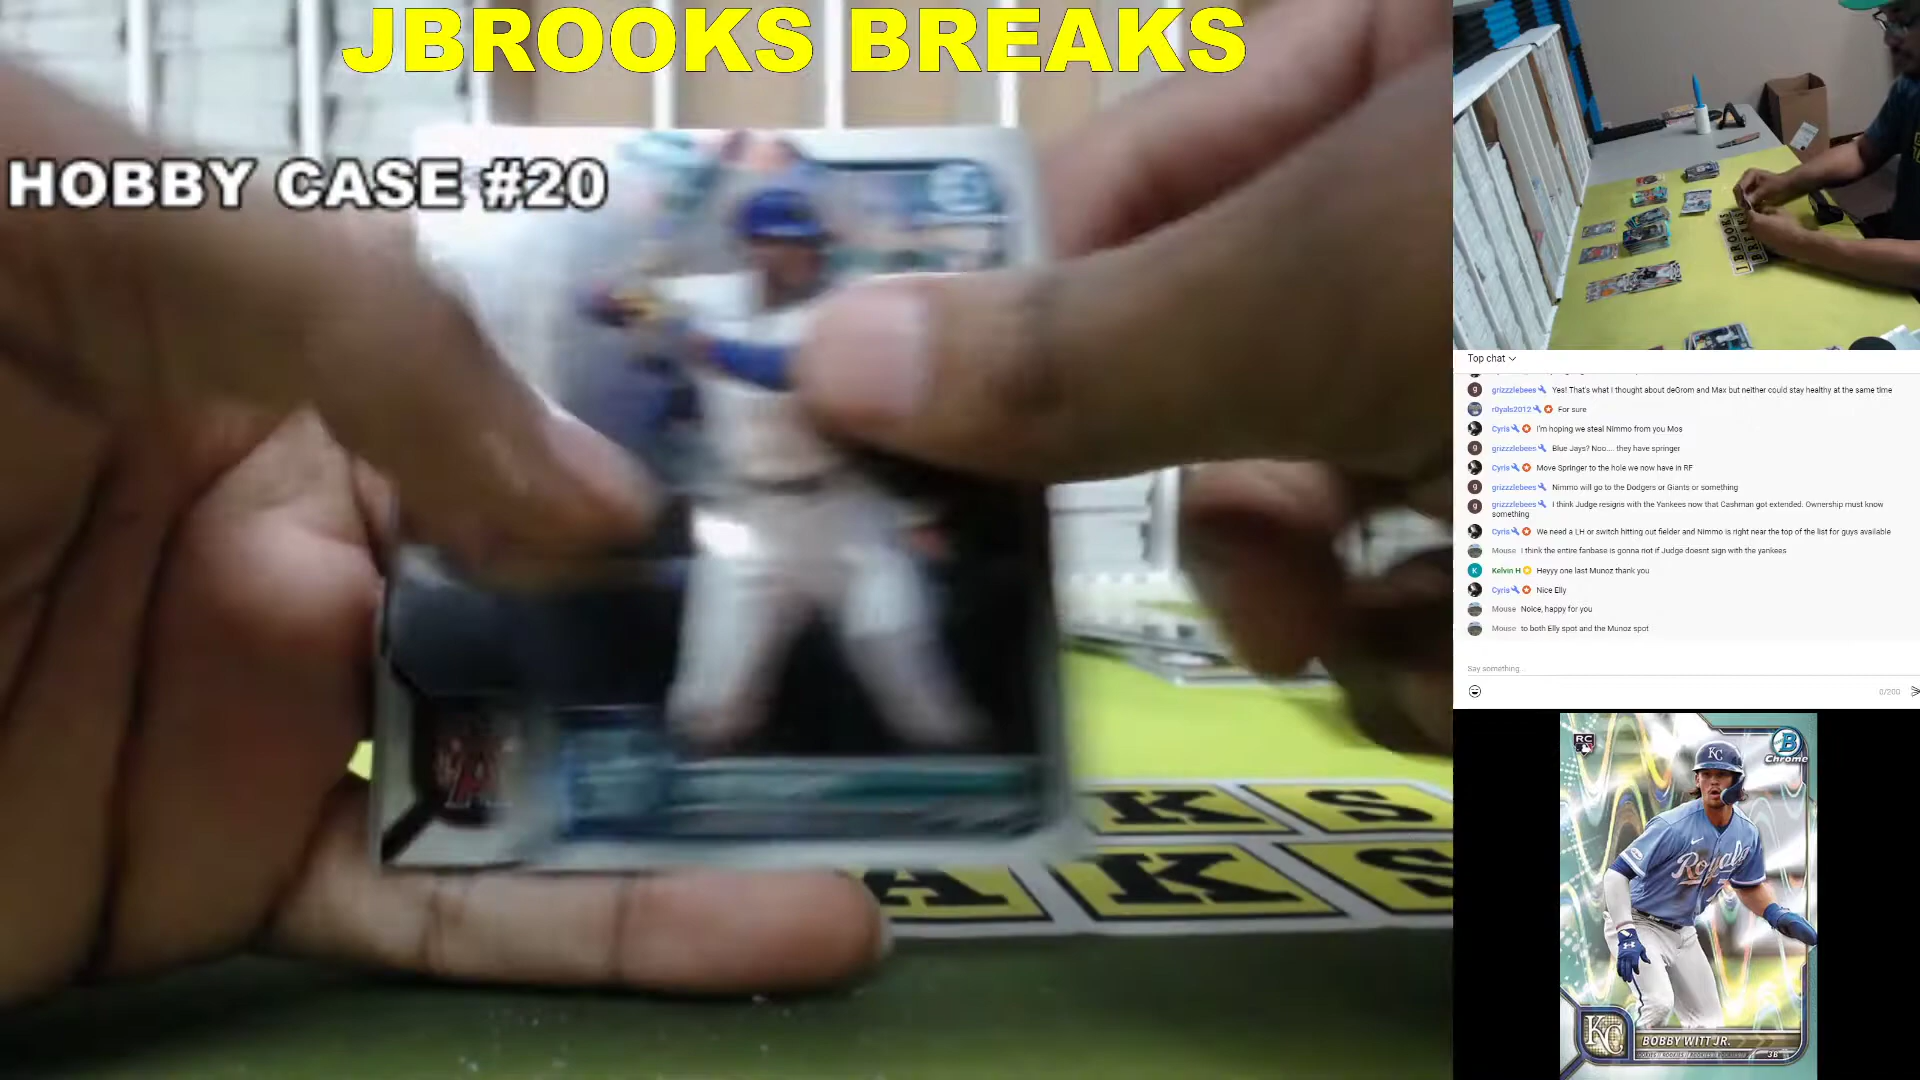 JBROOKS BREAKS
HOBBY CASE #20
K S
A K S
JBROOKS
BREAKS
Top chat
grizzzlebees Yes! That's what I thought about deGrom and Max but neither could stay healthy at the same time
r0yals2012 For sure
Cyris I'm hoping we steal Nimmo from you Mos
grizzzlebees Blue Jays? Noo.... they have springer
Cyris Move Springer to the hole we now have in RF
grizzzlebees Nimmo will go to the Dodgers or Giants or something
grizzzlebees I think Judge resigns with the Yankees now that Cashman got extended. Ownership must know
something
Cyris We need a LH or switch hitting out fielder and Nimmo is right near the top of the list for guys available
Mouse I think the entire fanbase is gonna riot if Judge doesnt sign with the yankees
K Kelvin H Heyyy one last Munoz thank you
Cyris Nice Elly
Mouse Noice, happy for you
Mouse to both Elly spot and the Munoz spot
Say something...
0/200
RC
B
Chrome
KC
Royals
KC
BOBBY WITT JR.